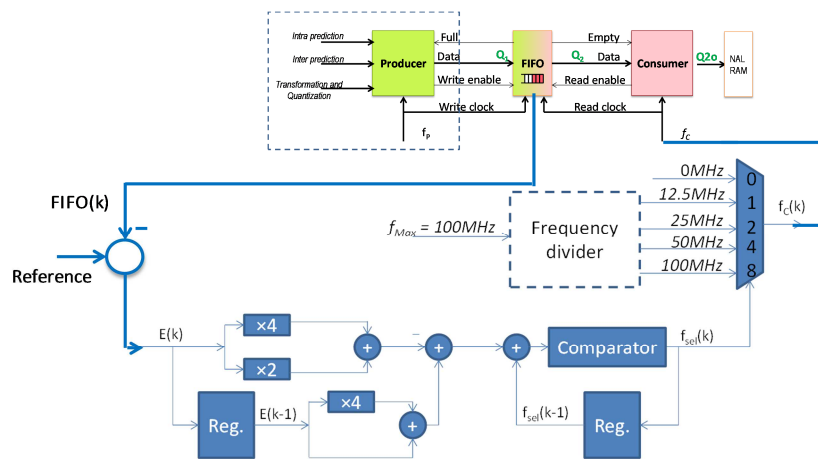 Intra prediction
Full
Empty
Inter prediction
Producer
Data
Q1
FIFO
Q2
Data
Consumer
Q2o
NAL
RAM
Transformation and
Quantization
Write enable
Read enable
Write clock
Read clock
fP
fC
FIFO(k)
Reference
fMax = 100MHz
Frequency
divider
0MHz
12.5MHz
25MHz
50MHz
100MHz
0
1
2
4
8
fC(k)
E(k)
×4
×2
+
+
+
Comparator
fsel(k)
Reg.
E(k-1)
×4
+
fsel(k-1)
Reg.